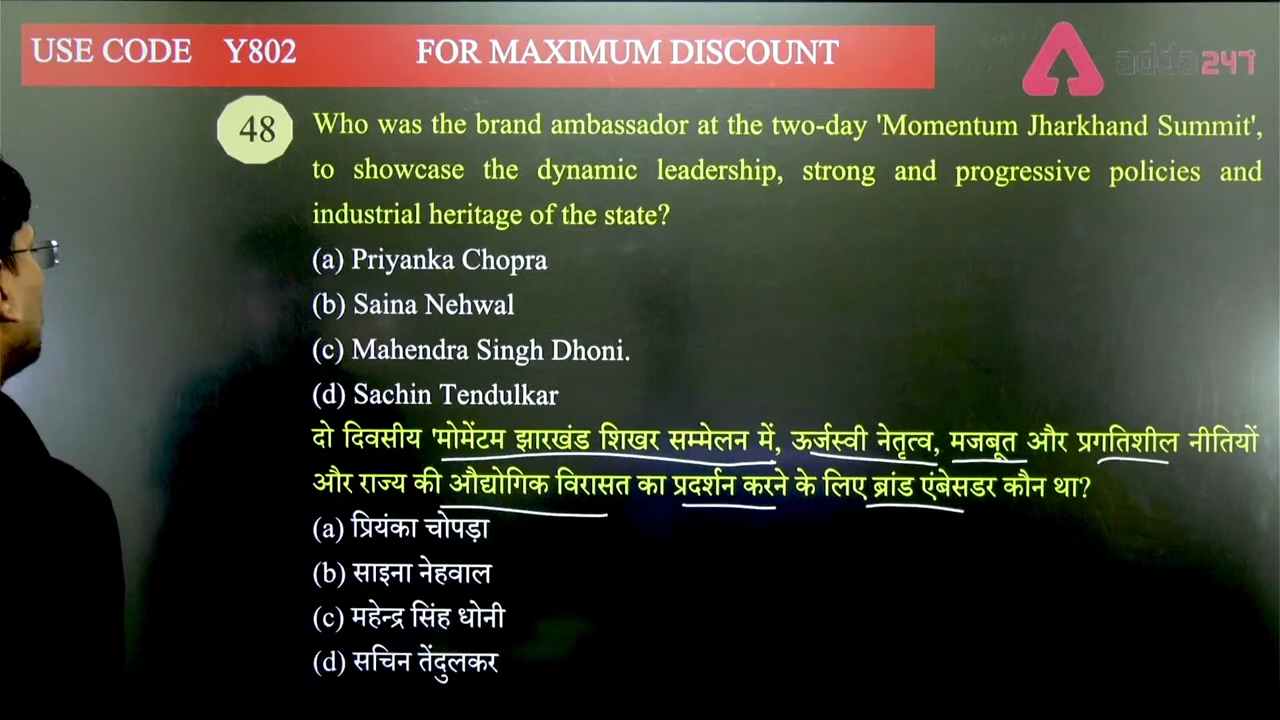 USE CODE Y802 FOR MAXIMUM DISCOUNT
adda247
48
Who was the brand ambassador at the two-day 'Momentum Jharkhand Summit',
to showcase the dynamic leadership, strong and progressive policies and
industrial heritage of the state?
(a) Priyanka Chopra
(b) Saina Nehwal
(c) Mahendra Singh Dhoni.
(d) Sachin Tendulkar
दो दिवसीय 'मोमेंटम झारखंड शिखर सम्मेलन में, ऊर्जस्वी नेतृत्व, मजबूत और प्रगतिशील नीतियों
और राज्य की औद्योगिक विरासत का प्रदर्शन करने के लिए ब्रांड एंबेसडर कौन था?
(a) प्रियंका चोपड़ा
(b) साइना नेहवाल
(c) महेन्द्र सिंह धोनी
(d) सचिन तेंदुलकर